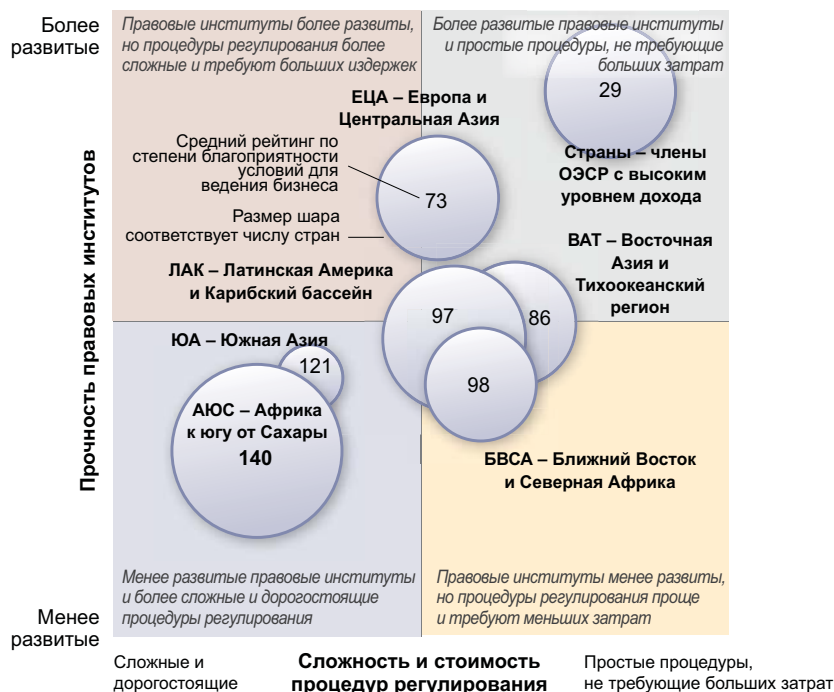 Более
развитые
Правовые институты более развиты,
но процедуры регулирования более
сложные и требуют больших издержек
Более развитые правовые институты
и простые процедуры, не требующие
больших затрат
29
ЕЦА – Европа и
Центральная Азия
Средний рейтинг по
степени благоприятности
условий для
ведения бизнеса
73
Страны – члены
ОЭСР с высоким
уровнем дохода
Размер шара
соответствует числу стран
ЛАК – Латинская Америка
и Карибский бассейн
ВАТ – Восточная
Азия и
Тихоокеанский
регион
97
86
ЮА – Южная Азия
121
98
АЮС – Африка
к югу от Сахары
140
БВСА – Ближний Восток
и Северная Африка
Прочность правовых институтов
Менее развитые правовые институты
и более сложные и дорогостоящие
процедуры регулирования
Правовые институты менее развиты,
но процедуры регулирования проще
и требуют меньших затрат
Менее
развитые
Сложные и
дорогостоящие
Сложность и стоимость
процедур регулирования
Простые процедуры,
не требующие больших затрат